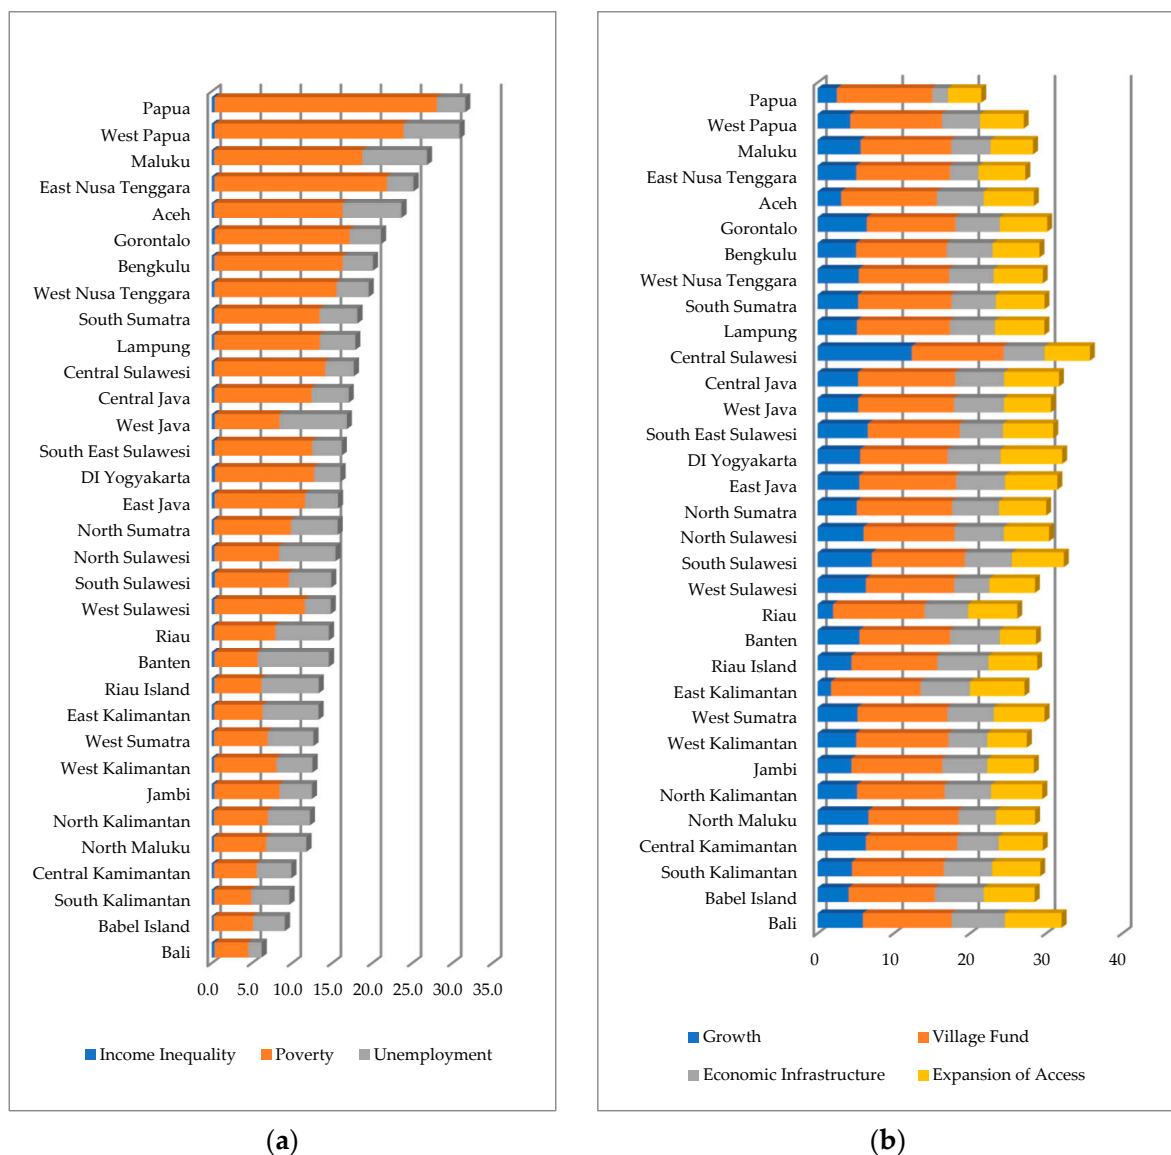 Papua
West Papua
Maluku
East Nusa Tenggara
Aceh
Gorontalo
Bengkulu
West Nusa Tenggara
South Sumatra
Lampung
Central Sulawesi
Central Java
West Java
South East Sulawesi
DI Yogyakarta
East Java
North Sumatra
North Sulawesi
South Sulawesi
West Sulawesi
Riau
Banten
Riau Island
East Kalimantan
West Sumatra
West Kalimantan
Jambi
North Kalimantan
North Maluku
Central Kamimantan
South Kalimantan
Babel Island
Bali
0.0 5.0 10.0 15.0 20.0 25.0 30.0 35.0
Income Inequality Poverty Unemployment
(a)
Papua
West Papua
Maluku
East Nusa Tenggara
Aceh
Gorontalo
Bengkulu
West Nusa Tenggara
South Sumatra
Lampung
Central Sulawesi
Central Java
West Java
South East Sulawesi
DI Yogyakarta
East Java
North Sumatra
North Sulawesi
South Sulawesi
West Sulawesi
Riau
Banten
Riau Island
East Kalimantan
West Sumatra
West Kalimantan
Jambi
North Kalimantan
North Maluku
Central Kamimantan
South Kalimantan
Babel Island
Bali
0 10 20 30 40
Growth Village Fund
Economic Infrastructure Expansion of Access
(b)